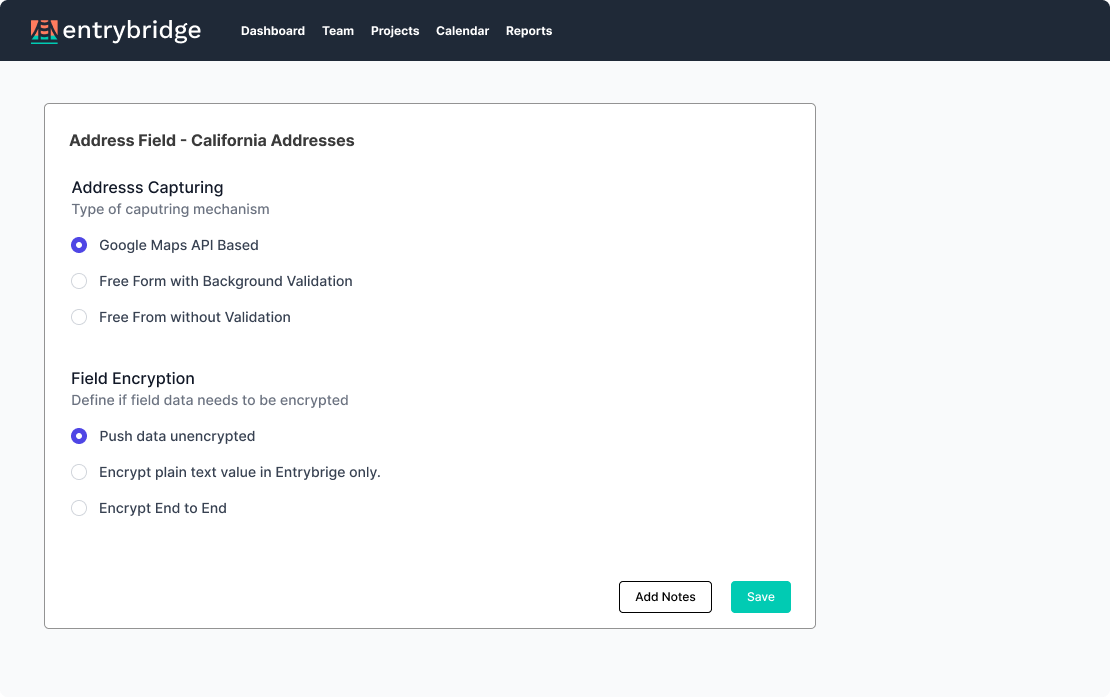 entrybridge Dashboard Team Projects Calendar Reports
Address Field - California Addresses
Addresss Capturing
Type of caputring mechanism
Google Maps API Based
Free Form with Background Validation
Free From without Validation
Field Encryption
Define if field data needs to be encrypted
Push data unencrypted
Encrypt plain text value in Entrybrige only.
Encrypt End to End
Add Notes Save